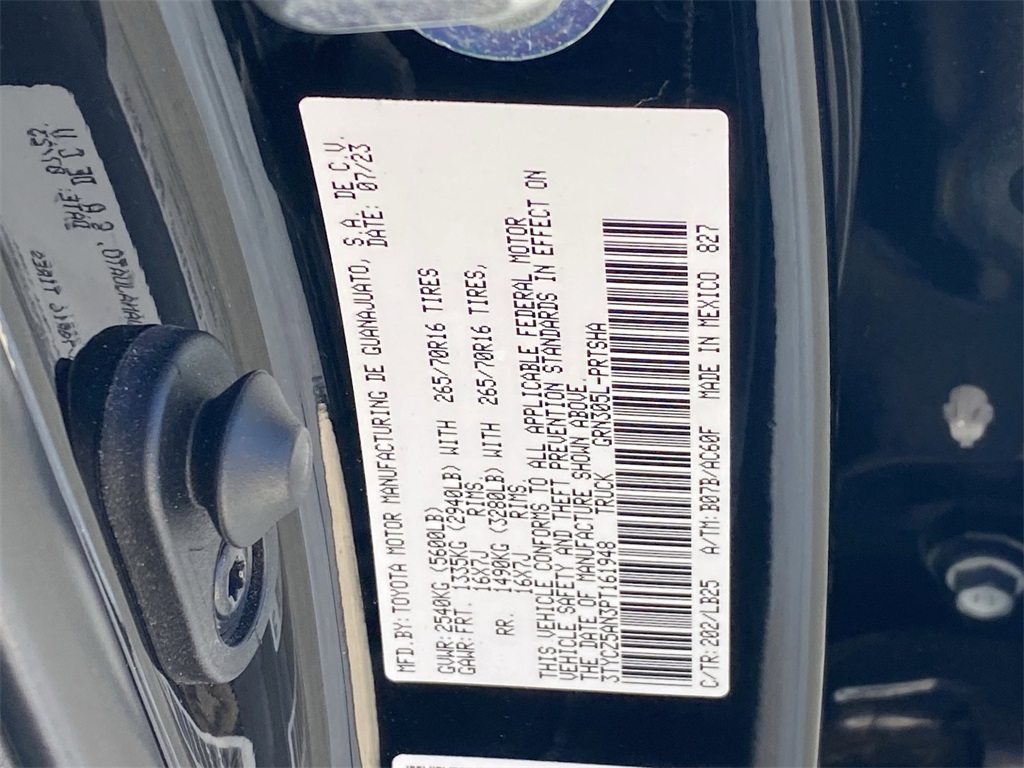 MFD.BY:TOYOTA MOTOR MANUFACTURING DE GUANAJUATO, S.A. DE C.V.
DATE: 07/23
GVWR:2540KG (5600LB)
GAWR:FRT. 1335KG (2940LB) WITH 265/70R16 TIRES
16X7J RIMS
RR. 1490KG (3280LB) WITH 265/70R16 TIRES,
16X7J RIMS.
THIS VEHICLE CONFORMS TO ALL APPLICABLE FEDERAL MOTOR
VEHICLE SAFETY AND THEFT PREVENTION STANDARDS IN EFFECT ON
THE DATE OF MANUFACTURE SHOWN ABOVE.
3TYCZ5AN3PT161948 TRUCK GRN305L-PRTSHA
C/TR:202/LB25 A/TM:B07B/AC60F MADE IN MEXICO 827
DATE: